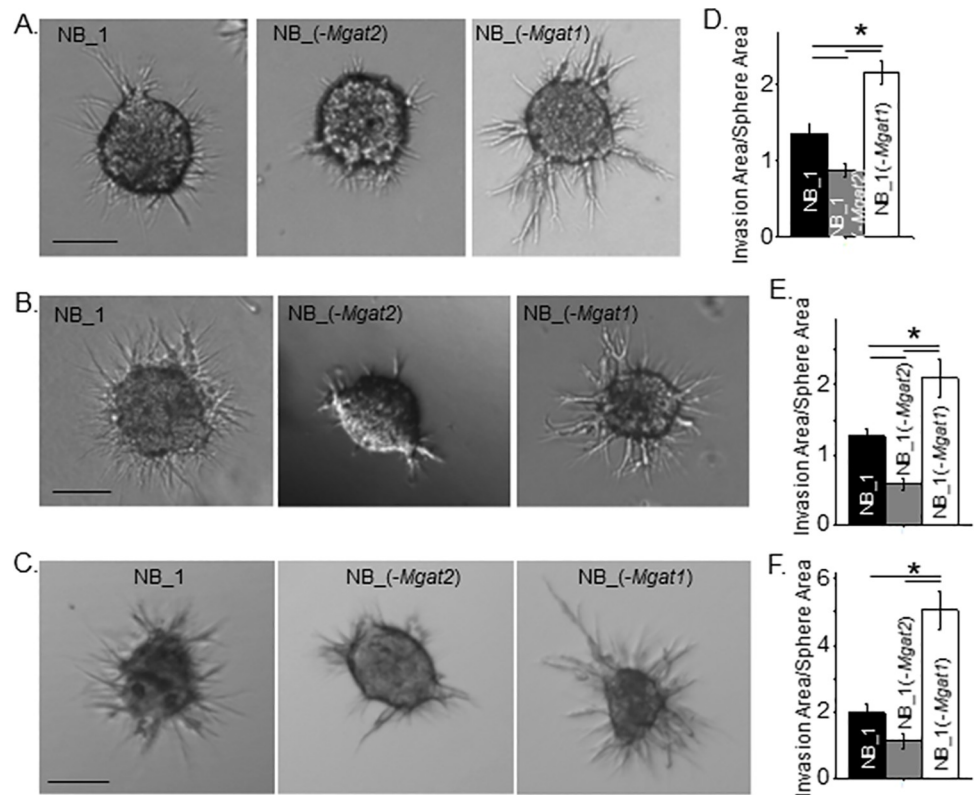 A.
NB_1
NB_(-Mgat2)
NB_(-Mgat1)
D.
Invasion Area/Sphere Area
2
1
0
*
NB_1
NB_1
(-Mgat2)
NB_1(-Mgat1)
B.
NB_1
NB_(-Mgat2)
NB_(-Mgat1)
E.
Invasion Area/Sphere Area
2
1
0
*
NB_1
NB_1(-Mgat2)
NB_1(-Mgat1)
C.
NB_1
NB_(-Mgat2)
NB_(-Mgat1)
F.
Invasion Area/Sphere Area
6
4
2
0
*
NB_1
NB_1(-Mgat2)
NB_1(-Mgat1)